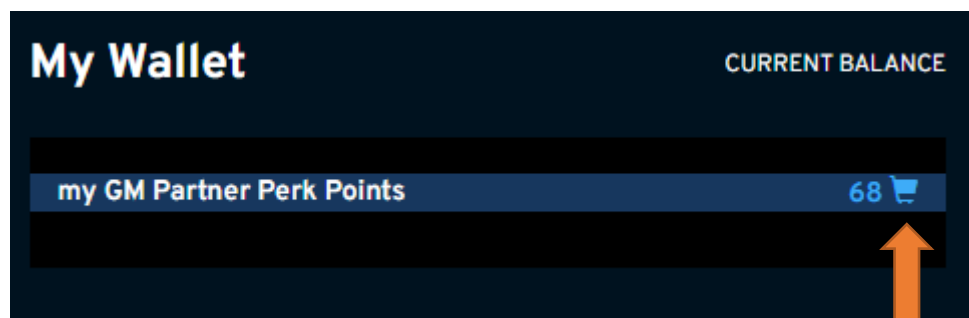 My Wallet
CURRENT BALANCE
my GM Partner Perk Points
68